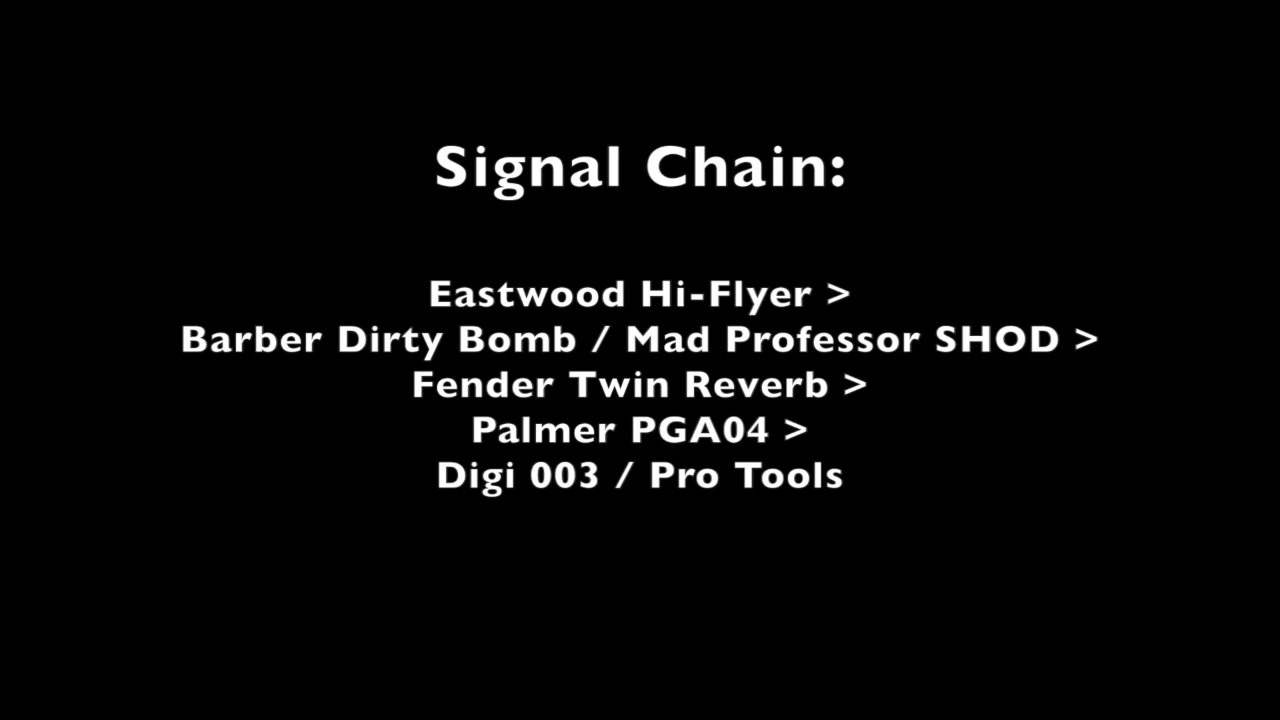 Signal Chain:
Eastwood Hi-Flyer >
Barber Dirty Bomb / Mad Professor SHOD >
Fender Twin Reverb >
Palmer PGA04 >
Digi 003 / Pro Tools